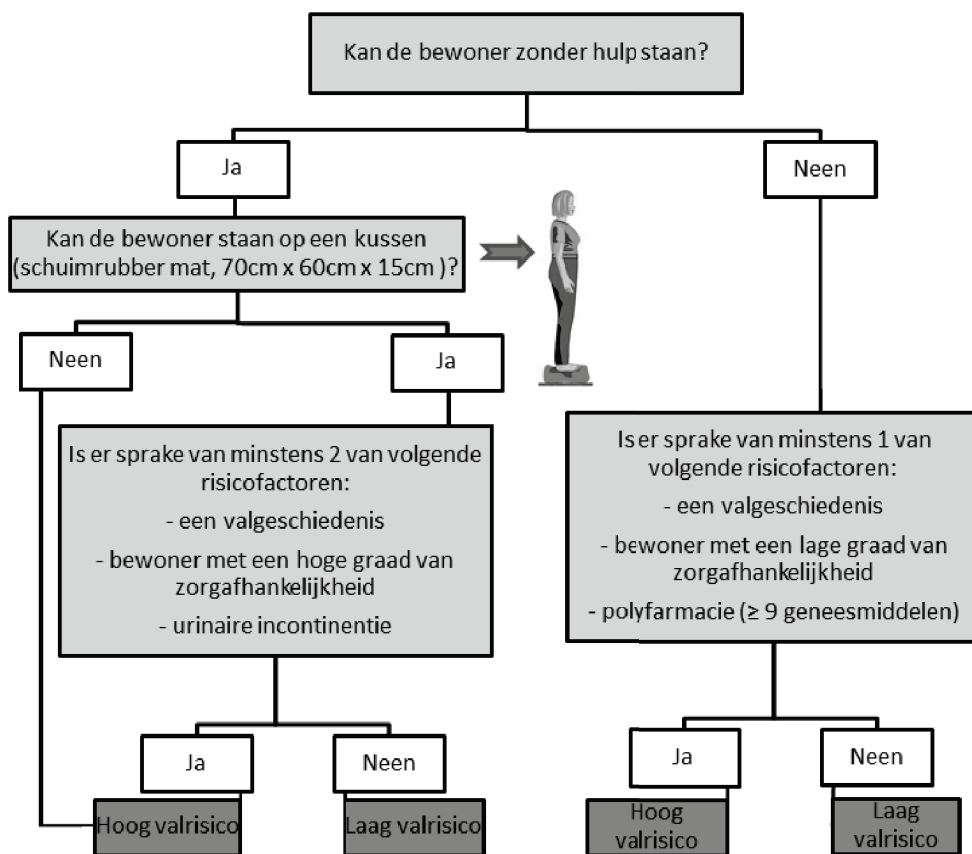 Kan de bewoner zonder hulp staan?
Ja
Neen
Kan de bewoner staan op een kussen
(schuimrubber mat, 70cm x 60cm x 15cm )?
Neen
Ja
Is er sprake van minstens 2 van volgende
risicofactoren:
- een valgeschiedenis
- bewoner met een hoge graad van
zorgafhankelijkheid
- urinaire incontinentie
Is er sprake van minstens 1 van
volgende risicofactoren:
- een valgeschiedenis
- bewoner met een lage graad van
zorgafhankelijkheid
- polyfarmacie (≥ 9 geneesmiddelen)
Ja
Neen
Hoog valrisico
Laag valrisico
Ja
Neen
Hoog
valrisico
Laag
valrisico